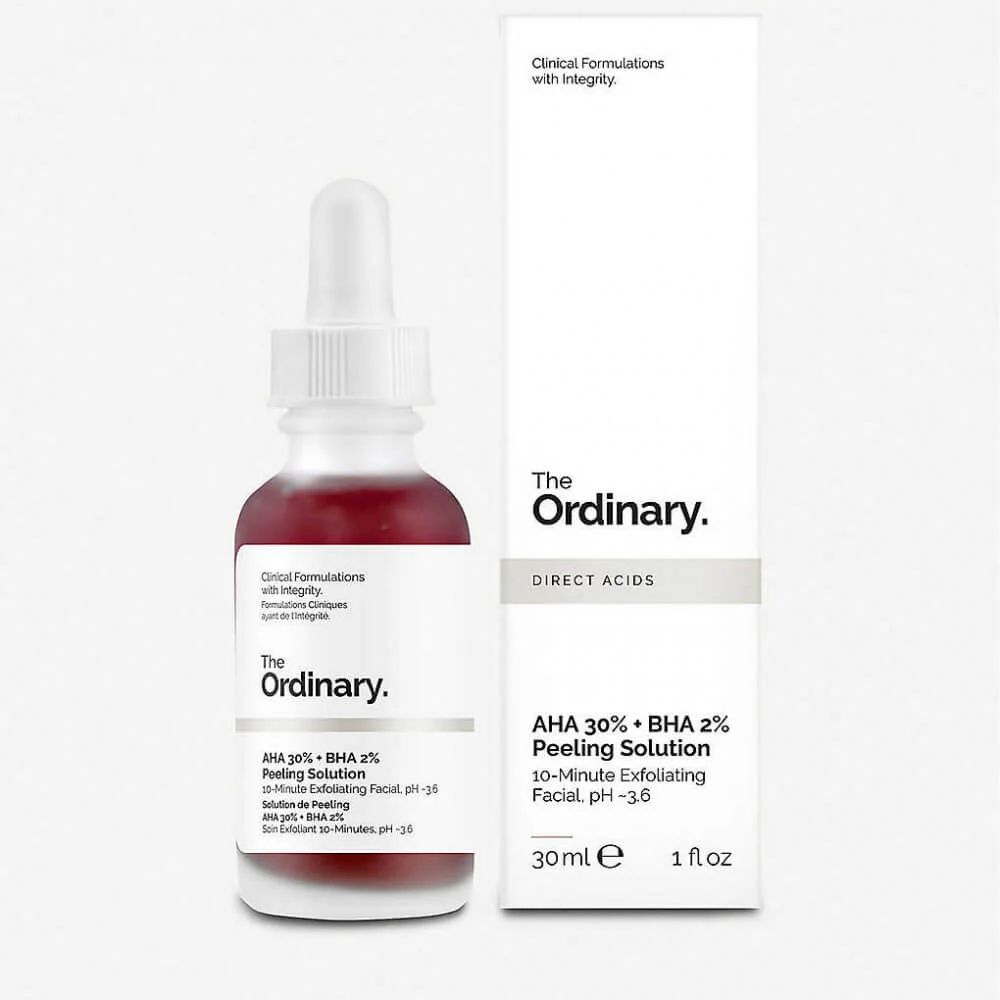 Clinical Formulations
with Integrity.
The
Ordinary.
DIRECT ACIDS
AHA 30% + BHA 2%
Peeling Solution
10-Minute Exfoliating
Facial, pH ~3.6
30 ml ℮ 1 fl oz
Clinical Formulations
with Integrity.
Formulations Cliniques
ayant de l'Intégrité.
The
Ordinary.
AHA 30% + BHA 2%
Peeling Solution
10-Minute Exfoliating Facial, pH ~3.6
Solution de Peeling
AHA 30% + BHA 2%
Soin Exfoliant 10-Minutes, pH ~3.6